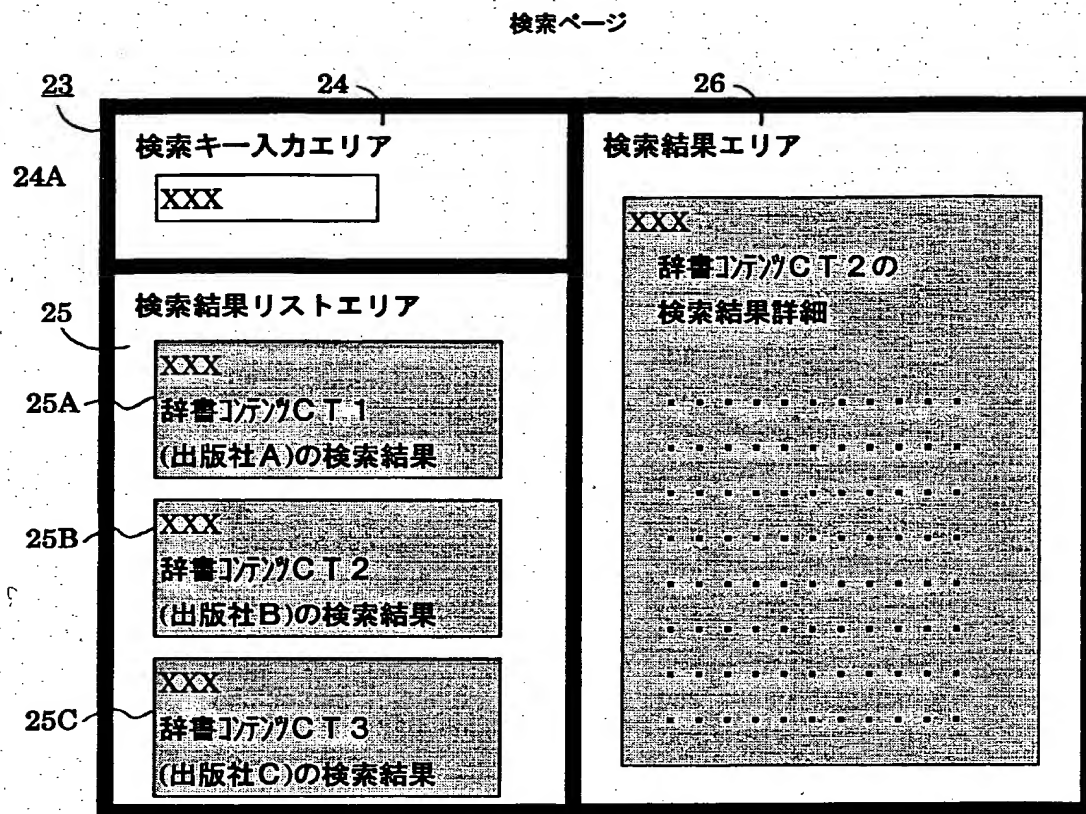 検索ページ
23
24
26
検索キー入力エリア
24A
XXX
25
検索結果リストエリア
XXX
25A
辞書ｺﾝﾃﾝﾂCT1
(出版社A)の検索結果
XXX
25B
辞書ｺﾝﾃﾝﾂCT2
(出版社B)の検索結果
XXX
25C
辞書ｺﾝﾃﾝﾂCT3
(出版社C)の検索結果
検索結果エリア
XXX
辞書ｺﾝﾃﾝﾂCT2の
検索結果詳細